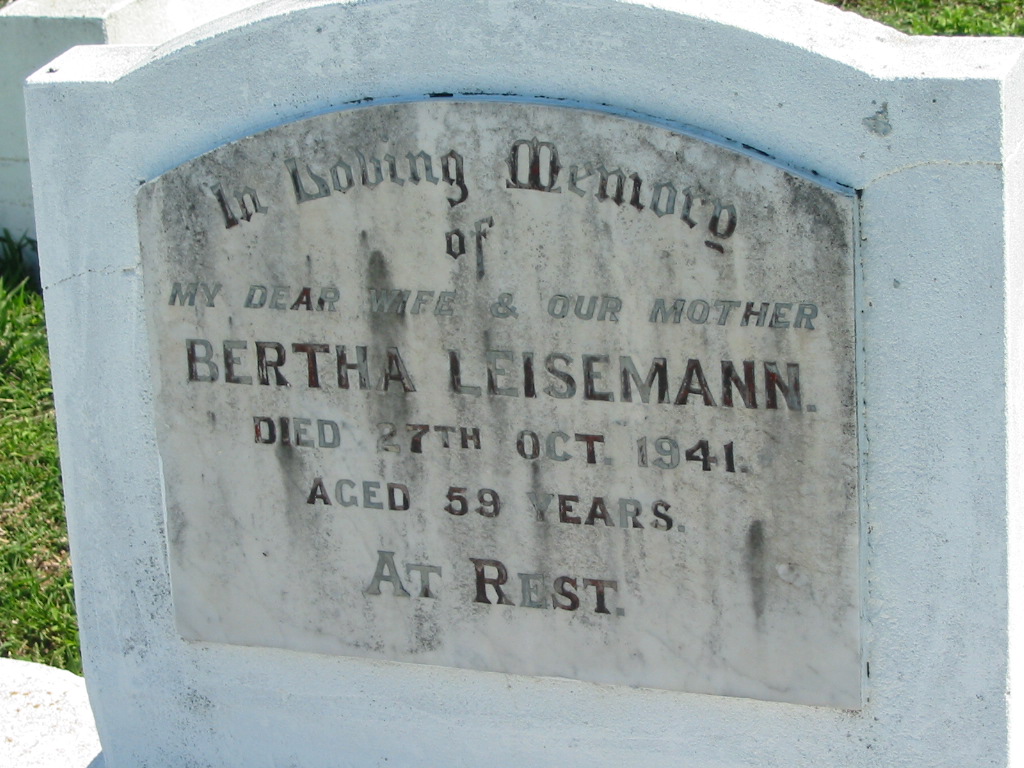 In Loving Memory
of
MY DEAR WIFE & OUR MOTHER
BERTHA LEISEMANN.
DIED 27TH OCT. 1941.
AGED 59 YEARS.
AT REST.